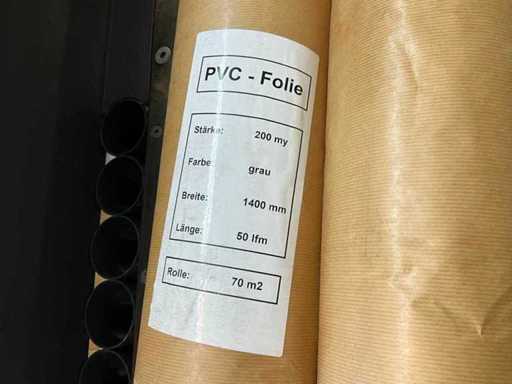 PVC - Folie
Stärke: 200 my
Farbe: grau
Breite: 1400 mm
Länge: 50 lfm
Rolle: 70 m2